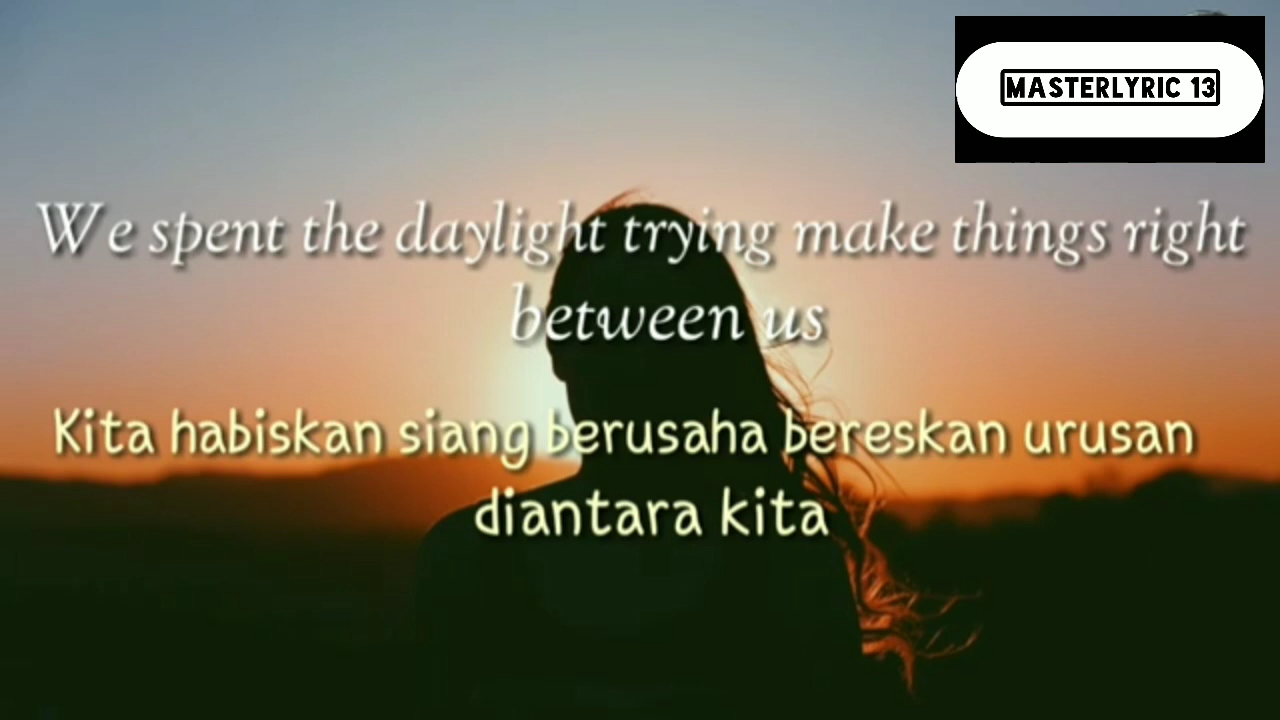 MASTERLYRIC 13
We spent the daylight trying make things right
between us
Kita habiskan siang berusaha bereskan urusan
diantara kita